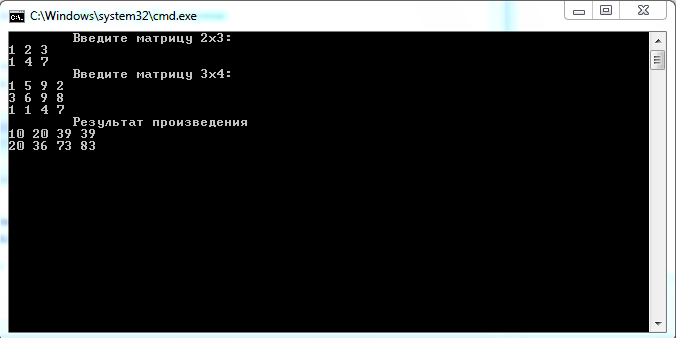 C:\Windows\system32\cmd.exe
Введите матрицу 2x3:
1 2 3
1 4 7
Введите матрицу 3x4:
1 5 9 2
3 6 9 8
1 1 4 7
Результат произведения
10 20 39 39
20 36 73 83